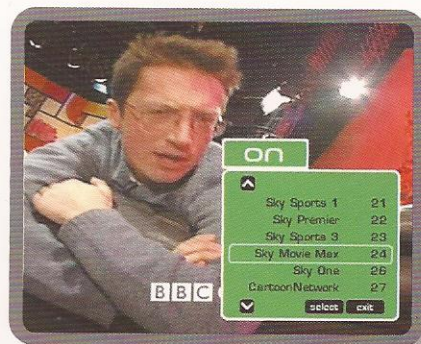 on
Sky Sports 1 21
Sky Premier 22
Sky Sports 3 23
Sky Movie Max 24
Sky One 26
CartoonNetwork 27
select exit
BBC